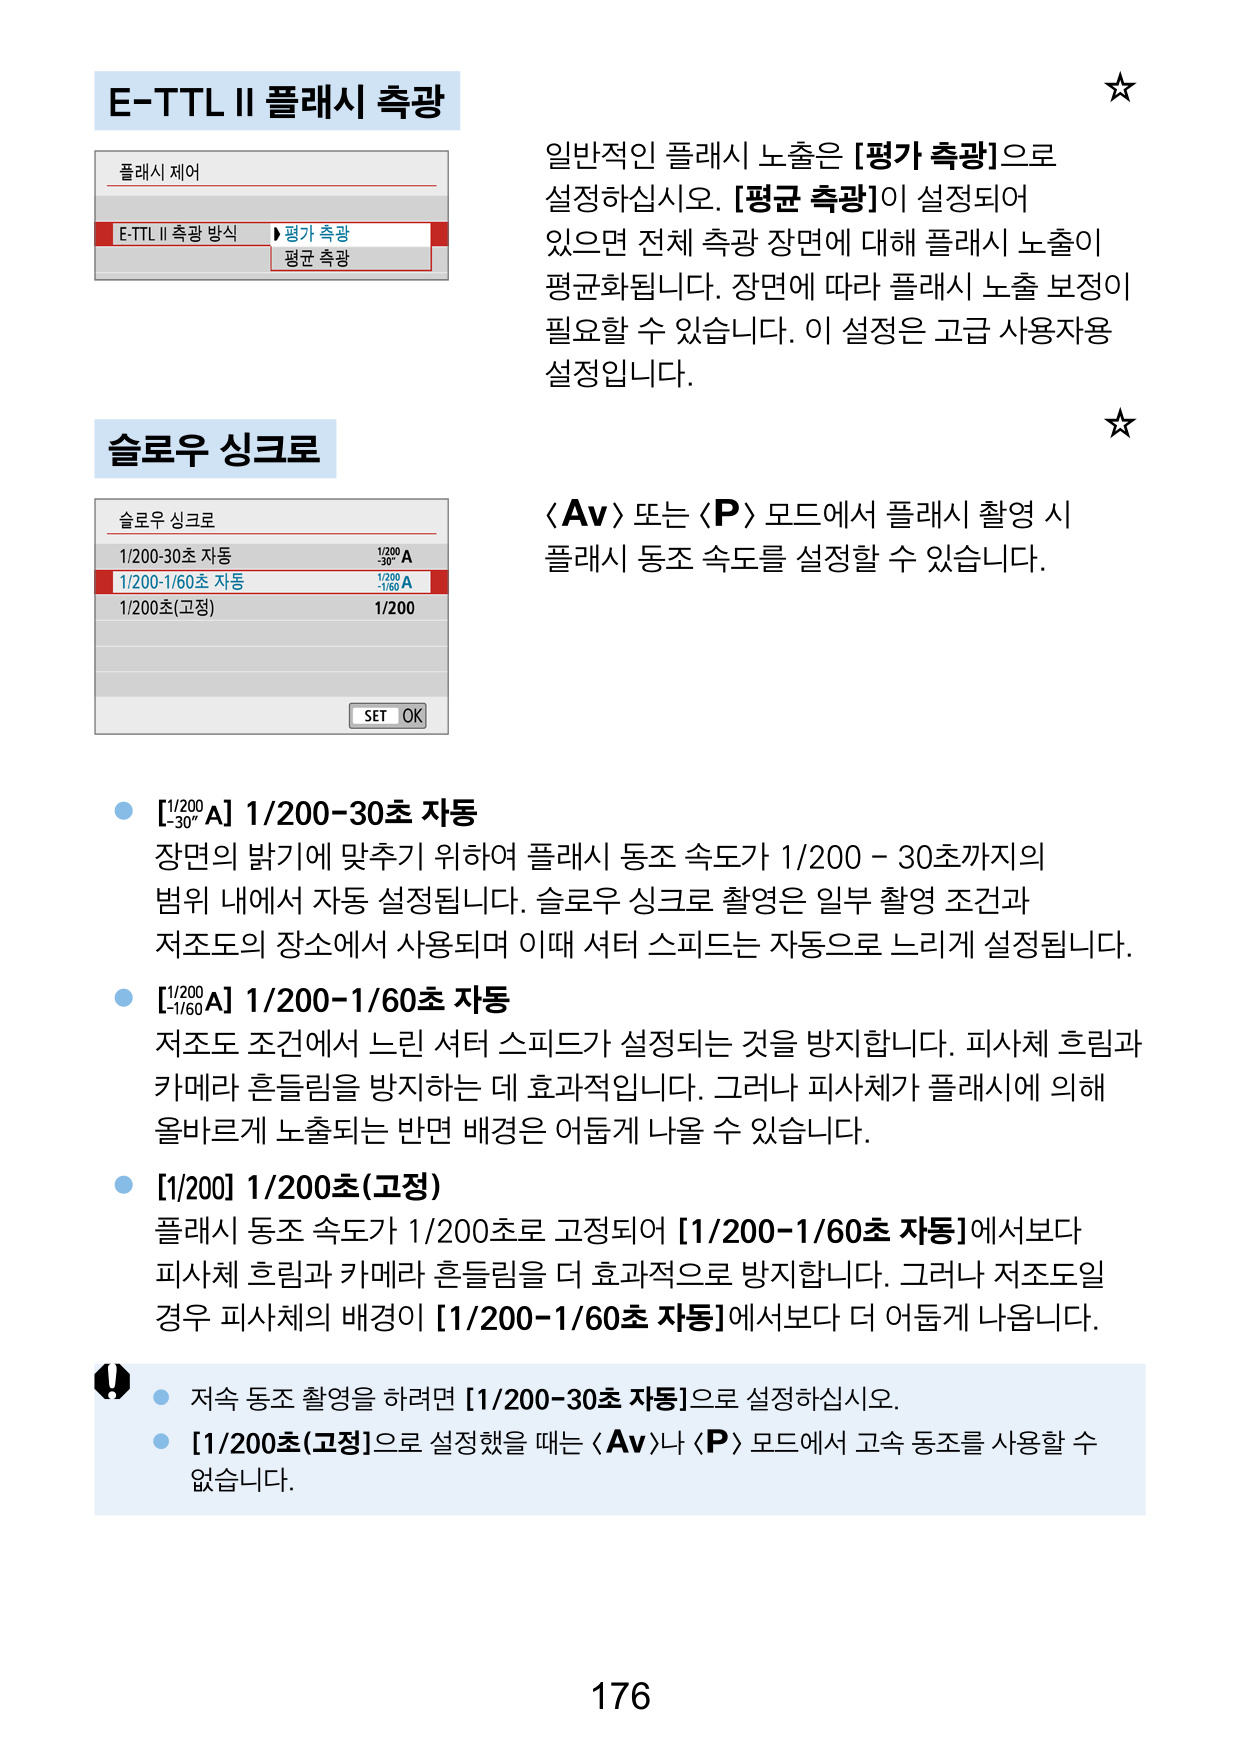 E-TTL II 플래시 측광
☆
플래시 제어
E-TTL II 측광 방식
평가 측광
평균 측광
일반적인 플래시 노출은 [평가 측광]으로
설정하십시오. [평균 측광]이 설정되어
있으면 전체 측광 장면에 대해 플래시 노출이
평균화됩니다. 장면에 따라 플래시 노출 보정이
필요할 수 있습니다. 이 설정은 고급 사용자용
설정입니다.
슬로우 싱크로
☆
슬로우 싱크로
1/200-30초 자동 1/200 -30" A
1/200-1/60초 자동 1/200 -1/60 A
1/200초(고정) 1/200
SET OK
<Av> 또는 <P> 모드에서 플래시 촬영 시
플래시 동조 속도를 설정할 수 있습니다.
● [1/200 -30" A] 1/200-30초 자동
장면의 밝기에 맞추기 위하여 플래시 동조 속도가 1/200 – 30초까지의
범위 내에서 자동 설정됩니다. 슬로우 싱크로 촬영은 일부 촬영 조건과
저조도의 장소에서 사용되며 이때 셔터 스피드는 자동으로 느리게 설정됩니다.
● [1/200 -1/60 A] 1/200-1/60초 자동
저조도 조건에서 느린 셔터 스피드가 설정되는 것을 방지합니다. 피사체 흐림과
카메라 흔들림을 방지하는 데 효과적입니다. 그러나 피사체가 플래시에 의해
올바르게 노출되는 반면 배경은 어둡게 나올 수 있습니다.
● [1/200] 1/200초(고정)
플래시 동조 속도가 1/200초로 고정되어 [1/200-1/60초 자동]에서보다
피사체 흐림과 카메라 흔들림을 더 효과적으로 방지합니다. 그러나 저조도일
경우 피사체의 배경이 [1/200-1/60초 자동]에서보다 더 어둡게 나옵니다.
● 저속 동조 촬영을 하려면 [1/200-30초 자동]으로 설정하십시오.
● [1/200초(고정]으로 설정했을 때는 <Av>나 <P> 모드에서 고속 동조를 사용할 수
없습니다.
176